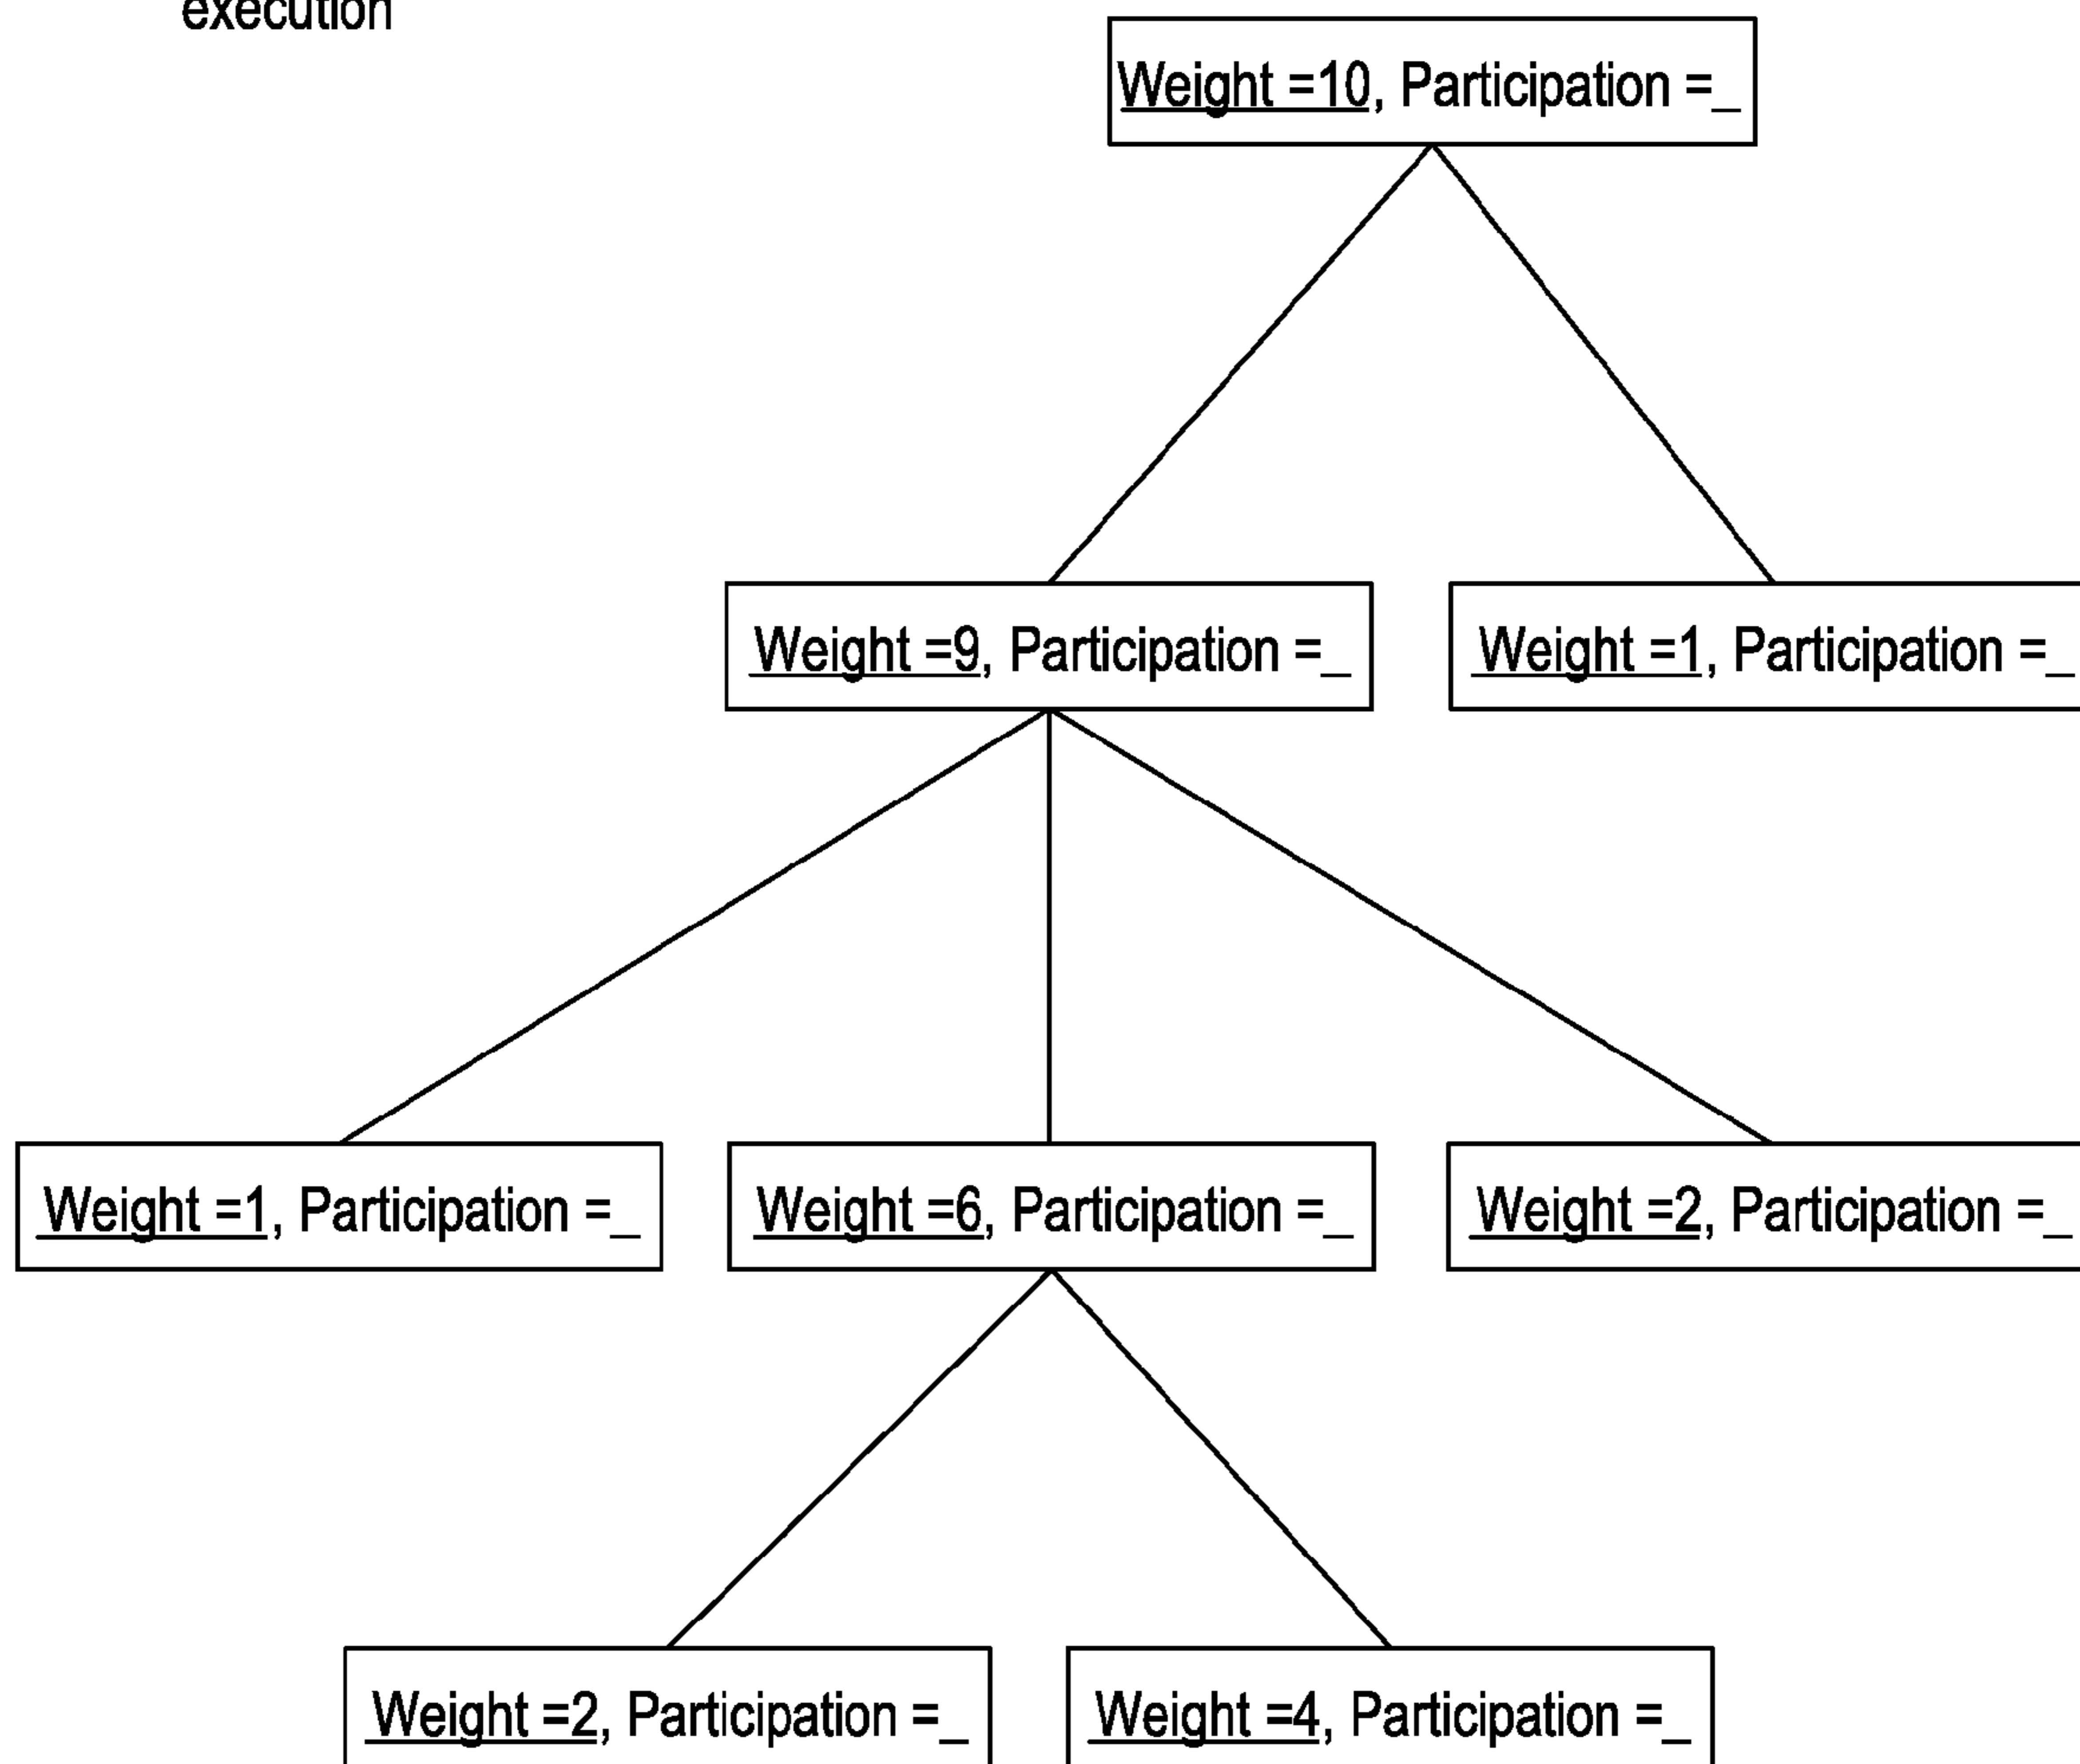 execution
Weight =10, Participation =_
Weight =9, Participation =_
Weight =1, Participation =_
Weight =1, Participation =_
Weight =6, Participation =_
Weight =2, Participation =_
Weight =2, Participation =_
Weight =4, Participation =_